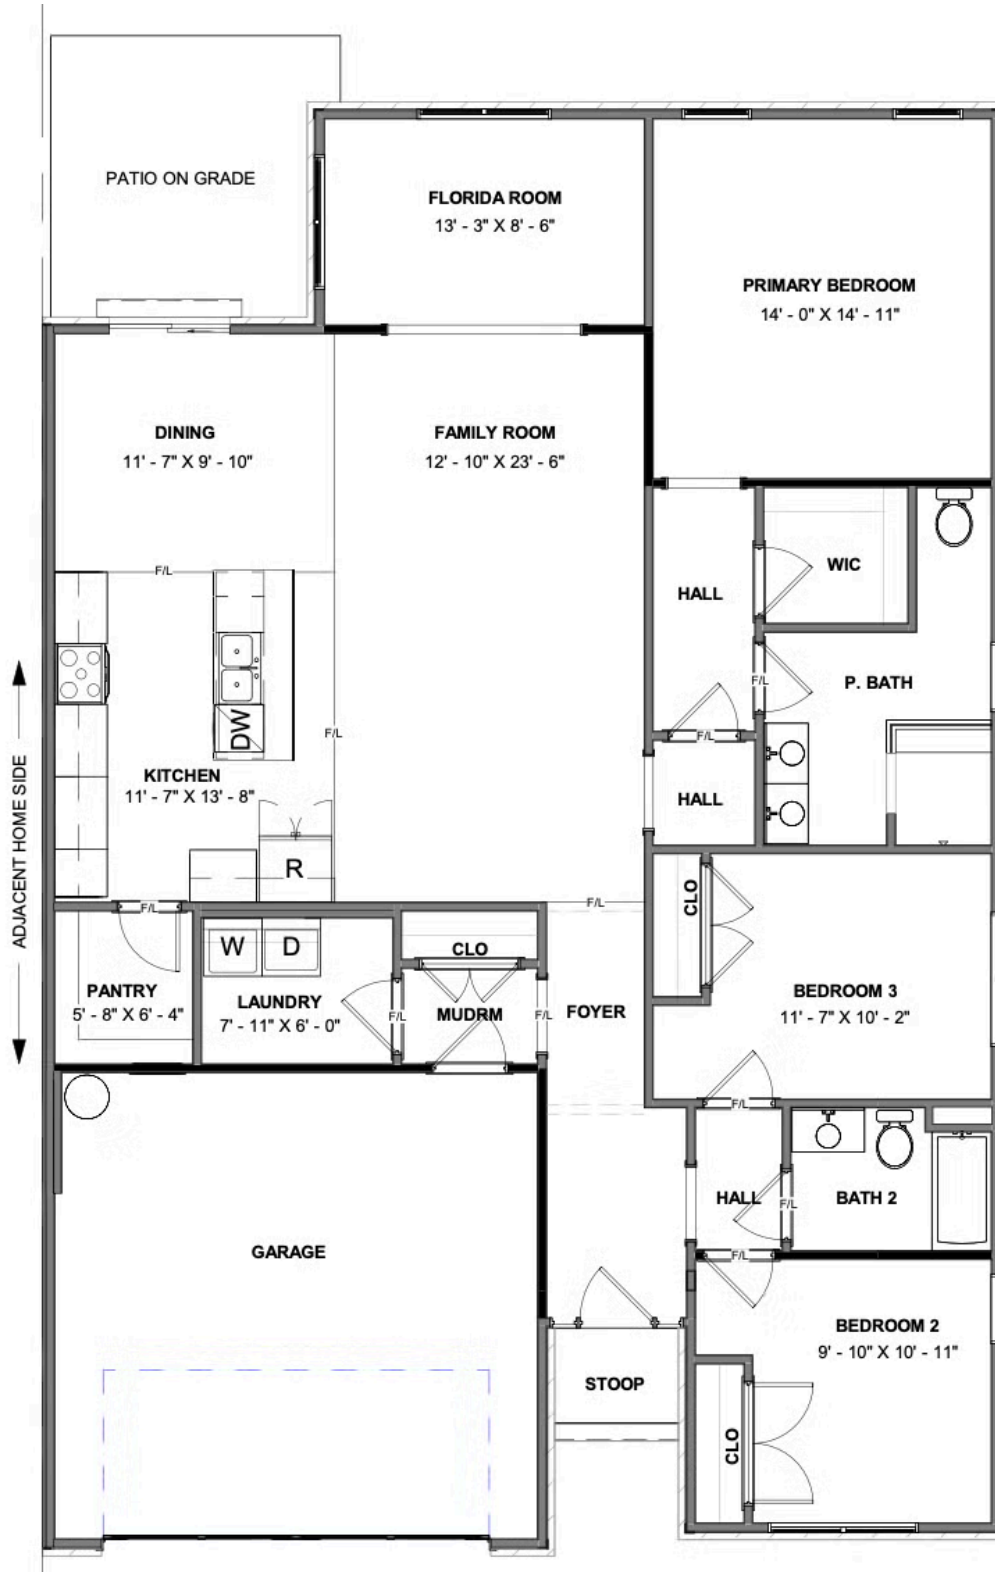 PATIO ON GRADE
FLORIDA ROOM
13' - 3" X 8' - 6"
PRIMARY BEDROOM
14' - 0" X 14' - 11"
DINING
11' - 7" X 9' - 10"
FAMILY ROOM
12' - 10" X 23' - 6"
F/L
WIC
HALL
F/L
P. BATH
DW
F/L
F/L
KITCHEN
11' - 7" X 13' - 8"
HALL
ADJACENT HOME SIDE
R
CLO
F/L
F/L
W
D
CLO
PANTRY
5' - 8" X 6' - 4"
LAUNDRY
7' - 11" X 6' - 0"
F/L
MUDRM
F/L
FOYER
BEDROOM 3
11' - 7" X 10' - 2"
F/L
HALL
F/L
BATH 2
GARAGE
F/L
BEDROOM 2
9' - 10" X 10' - 11"
STOOP
CLO